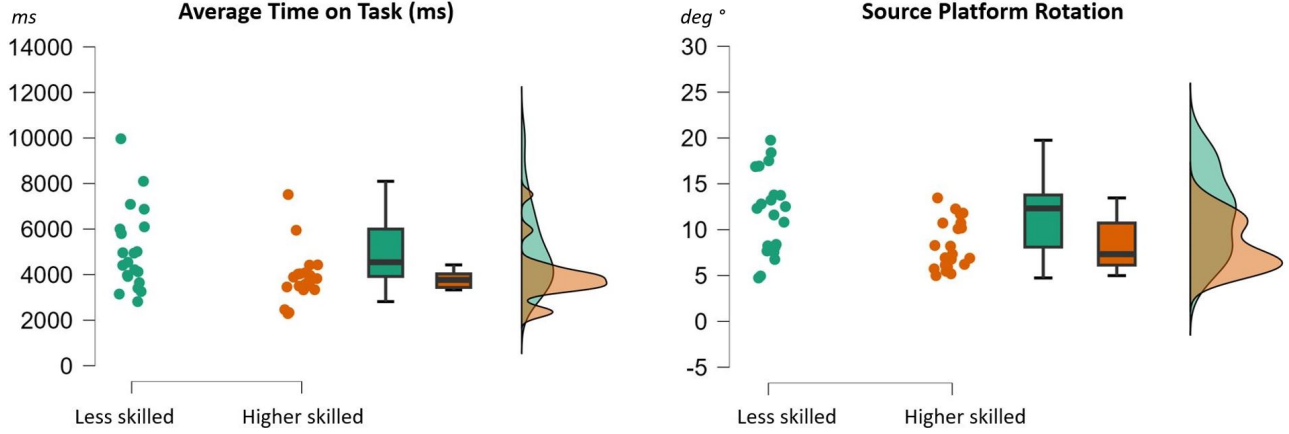 ms
Average Time on Task (ms)
14000
12000
10000
8000
6000
4000
2000
0
Less skilled
Higher skilled
deg °
Source Platform Rotation
30
25
20
15
10
5
0
-5
Less skilled
Higher skilled